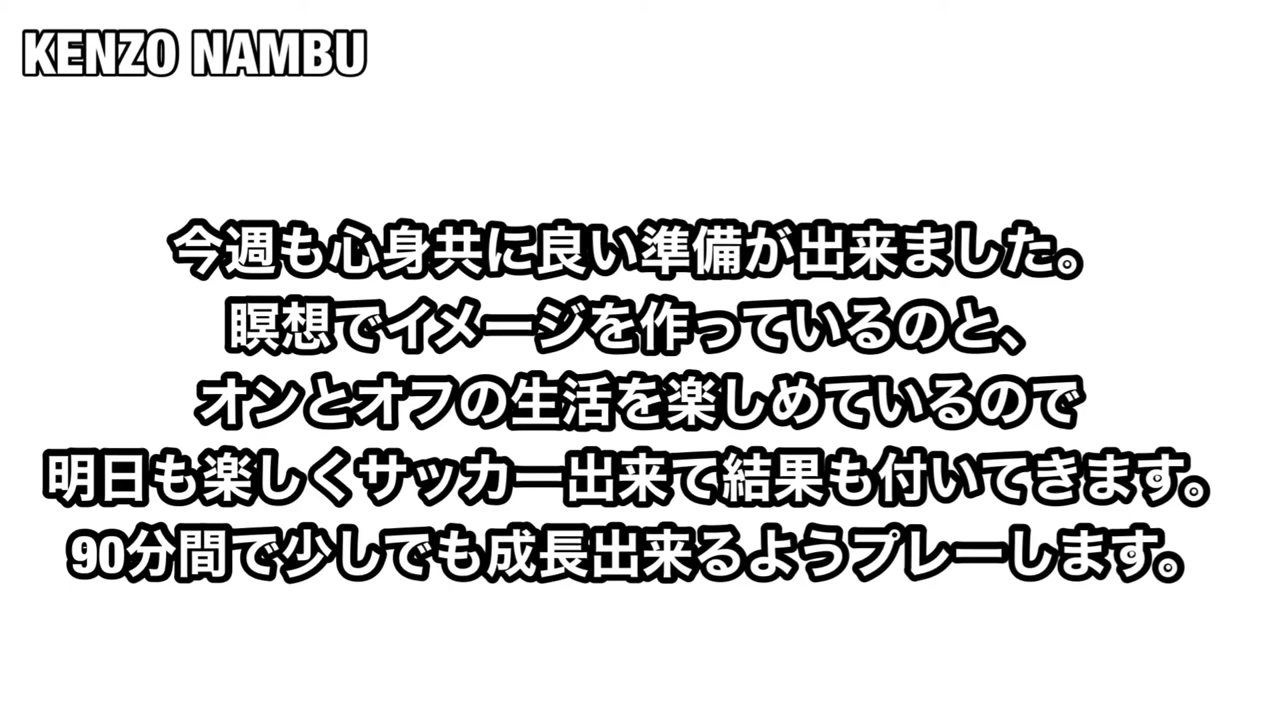 KENZO NAMBU
今週も心身共に良い準備が出来ました。
瞑想でイメージを作っているのと、
オンとオフの生活を楽しめているので
明日も楽しくサッカー出来て結果も付いてきます。
90分間で少しでも成長出来るようプレーします。